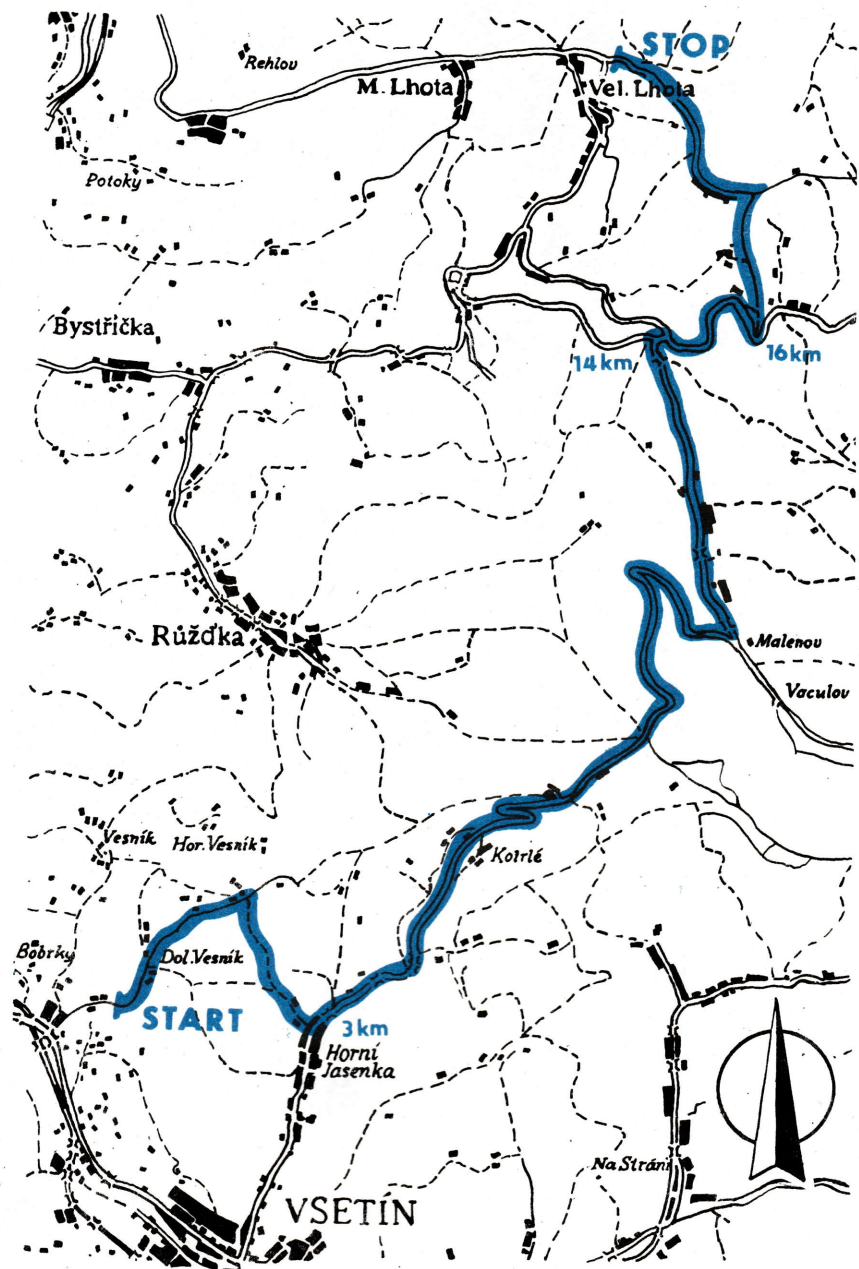 STOP
Rehlov
M. Lhota
Vel. Lhota
Potoky
Bystřička
14 km
16 km
Růžďka
Malenov
Vaculov
Vesník
Hor. Vesník
Kotrlé
Bobrky
Dol. Vesník
START
3 km
Horní
Jasenka
Na Stráni
VSETÍN